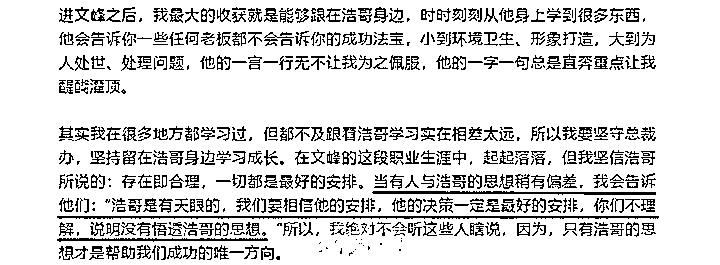 进文峰之后，我最大的收获就是能够跟在浩哥身边，时时刻刻从他身上学到很多东西，
他会告诉你一些任何老板都不会告诉你的成功法宝，小到环境卫生、形象打造，大到为
人处世、处理问题，他的一言一行无不让我为之佩服，他的一字一句总是直奔重点让我
醍醐灌顶。
其实我在很多地方都学习过，但都不及跟着浩哥学习实在相差太远，所以我要坚守总裁
办，坚持留在浩哥身边学习成长。在文峰的这段职业生涯中，起起落落，但我坚信浩哥
所说的：存在即合理，一切都是最好的安排。当有人与浩哥的思想稍有偏差，我会告诉
他们：“浩哥是有天眼的，我们要相信他的安排，他的决策一定是最好的安排，你们不理
解，说明没有悟透浩哥的思想。”所以，我绝对不会听这些人瞎说，因为，只有浩哥的思
想才是帮助我们成功的唯一方向。